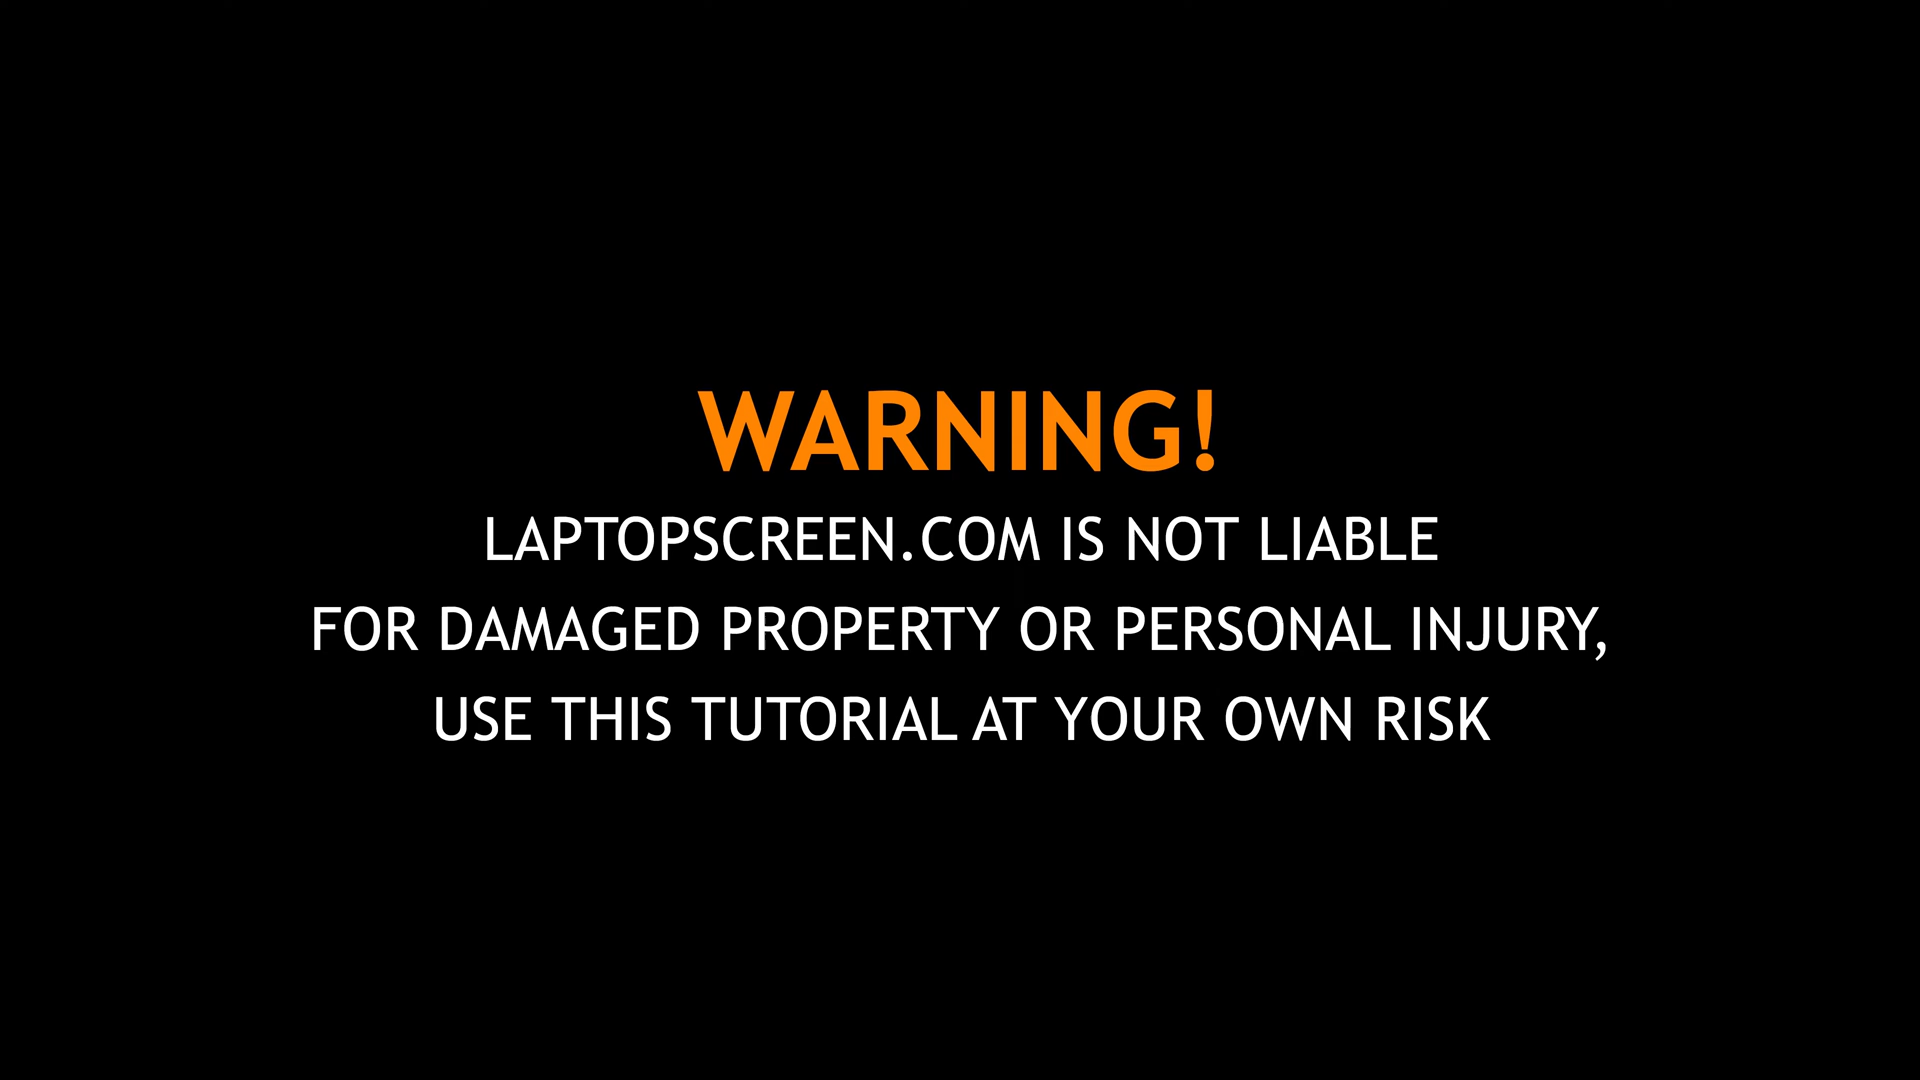 WARNING!
LAPTOPSCREEN.COM IS NOT LIABLE
FOR DAMAGED PROPERTY OR PERSONAL INJURY,
USE THIS TUTORIAL AT YOUR OWN RISK